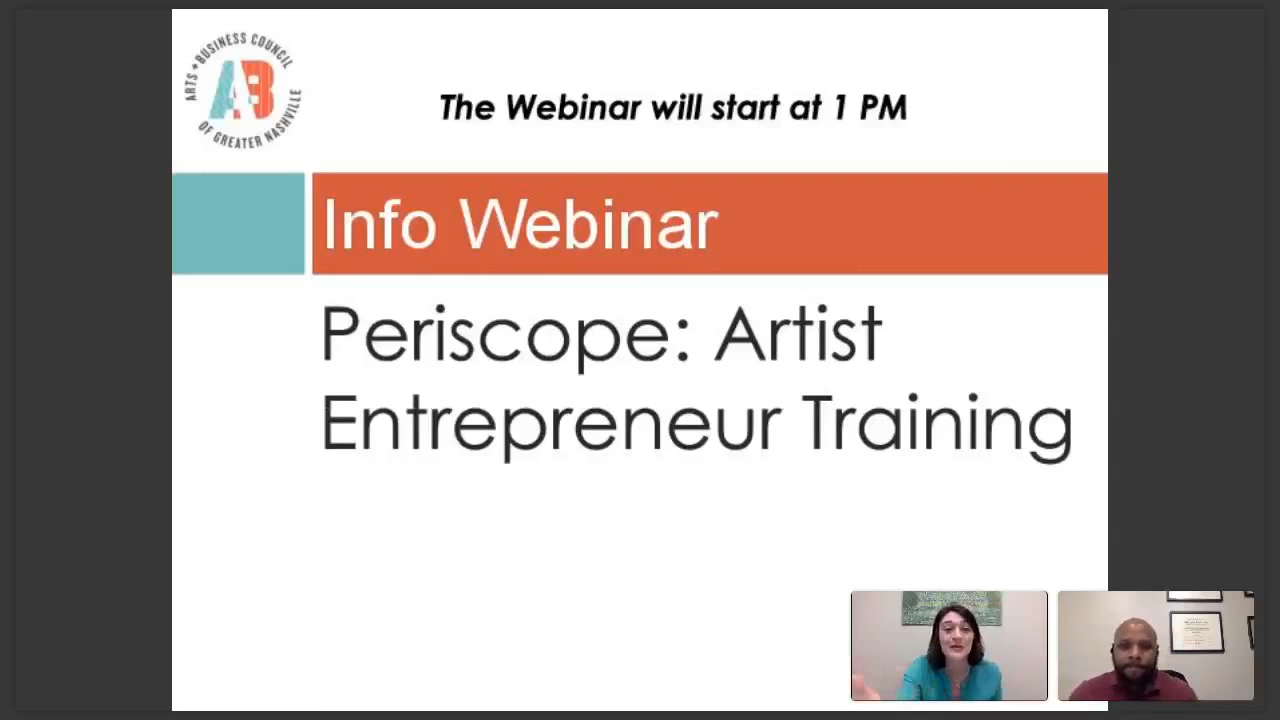 ARTS + BUSINESS COUNCIL
AB
OF GREATER NASHVILLE
The Webinar will start at 1 PM
Info Webinar
Periscope: Artist
Entrepreneur Training